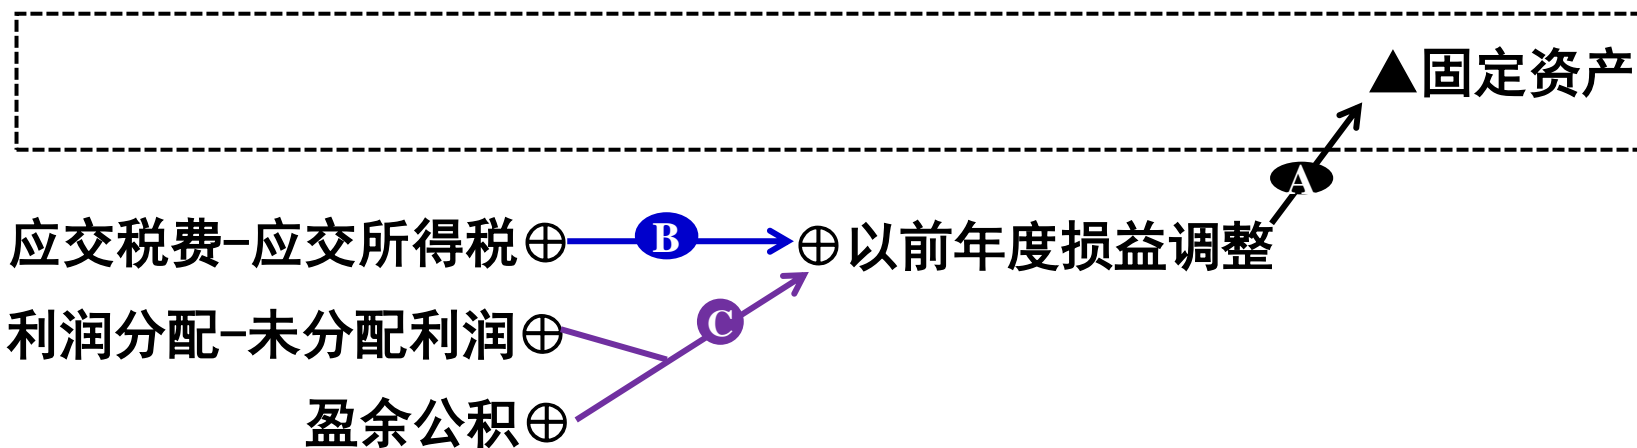 ▲固定资产
A
应交税费-应交所得税⊕ B ⊕以前年度损益调整
利润分配-未分配利润⊕ C
盈余公积⊕